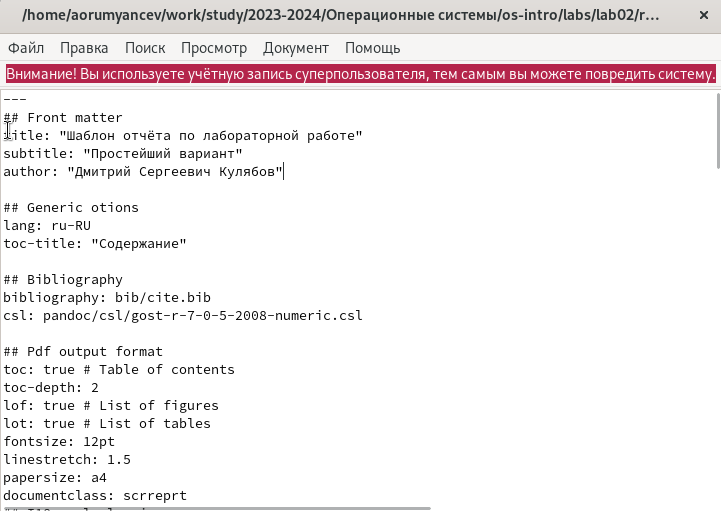 /home/aorumyancev/work/study/2023-2024/Операционные системы/os-intro/labs/lab02/r…
Файл Правка Поиск Просмотр Документ Помощь
Внимание! Вы используете учётную запись суперпользователя, тем самым вы можете повредить систему.
---
## Front matter
title: "Шаблон отчёта по лабораторной работе"
subtitle: "Простейший вариант"
author: "Дмитрий Сергеевич Кулябов"
## Generic otions
lang: ru-RU
toc-title: "Содержание"
## Bibliography
bibliography: bib/cite.bib
csl: pandoc/csl/gost-r-7-0-5-2008-numeric.csl
## Pdf output format
toc: true # Table of contents
toc-depth: 2
lof: true # List of figures
lot: true # List of tables
fontsize: 12pt
linestretch: 1.5
papersize: a4
documentclass: scrreprt